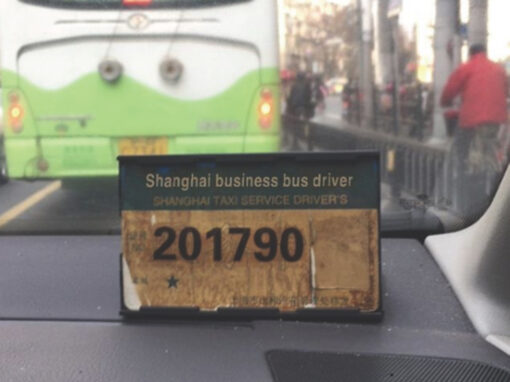 Shanghai business bus driver
SHANGHAI TAXI SERVICE DRIVER'S
201790
★